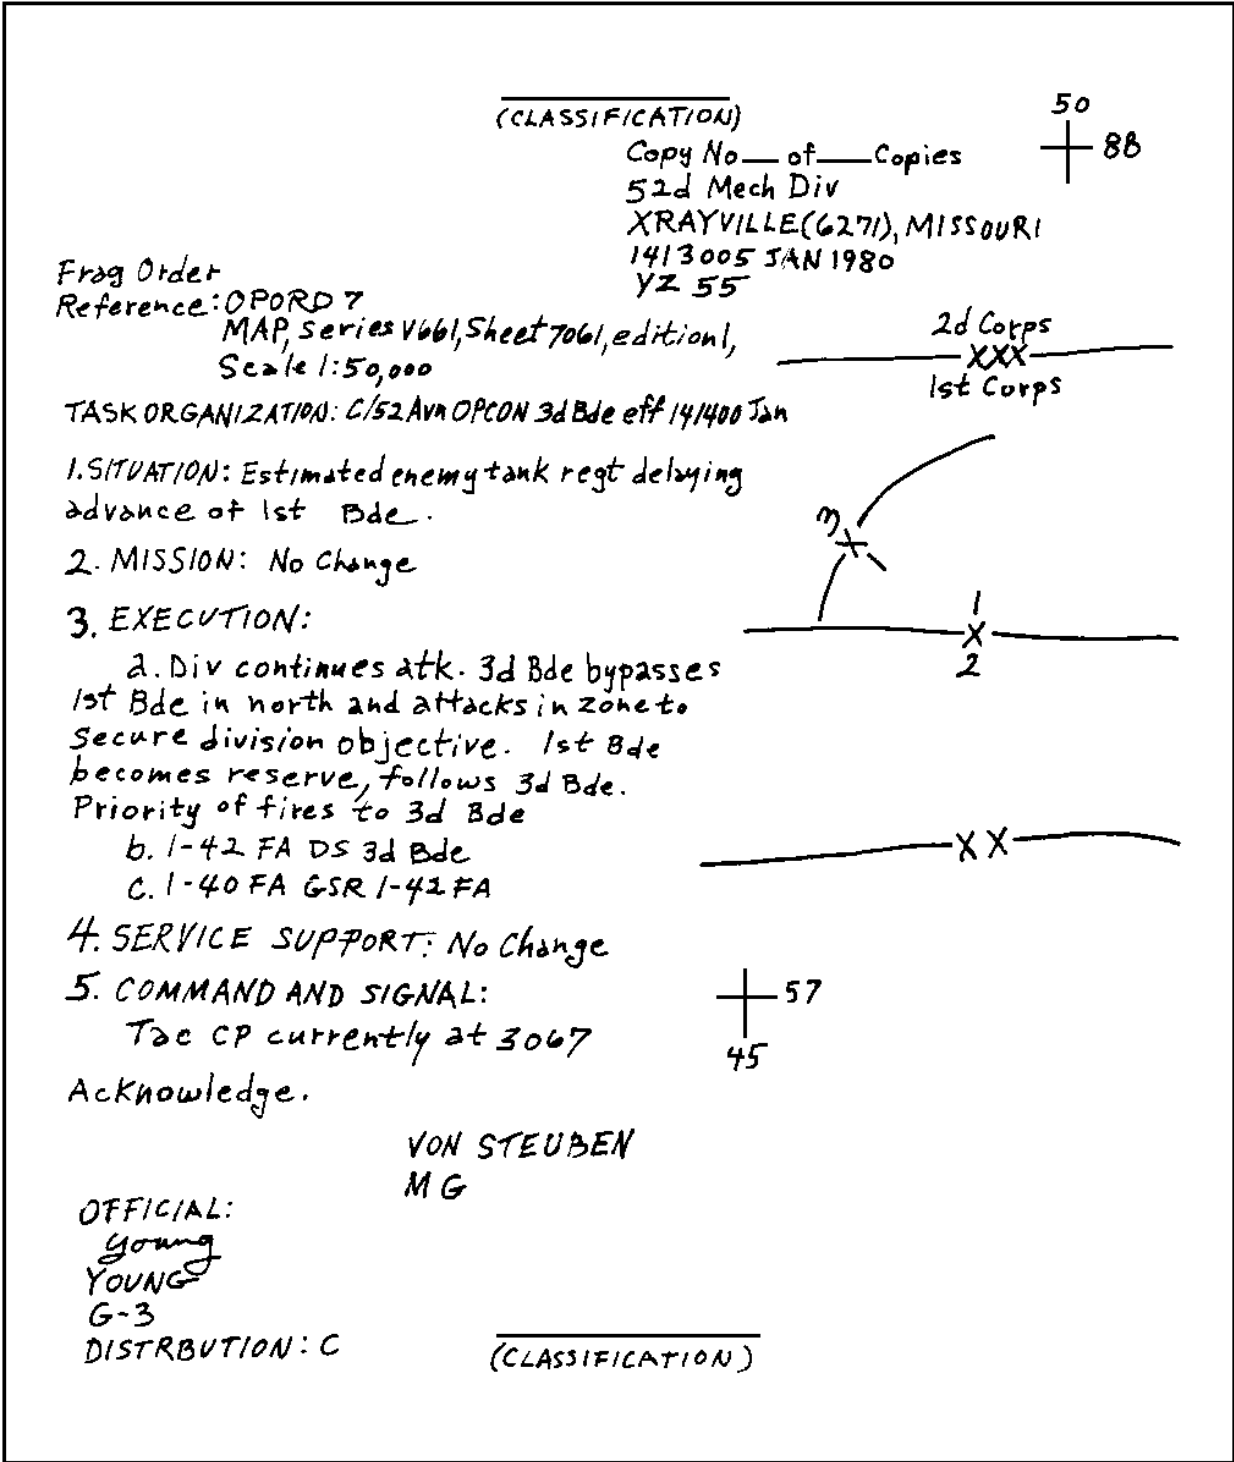 (CLASSIFICATION)
50
88
Copy No__ of__Copies
52d Mech Div
XRAYVILLE(6271), MISSOURI
1413005 JAN 1980
YZ 55
Frag Order
Reference: OPORD 7
MAP, series V661, Sheet 7061, edition 1,
Scale 1:50,000
TASK ORGANIZATION: C/52 Avn OPCON 3d Bde eff 141400 Jan
1. SITUATION: Estimated enemy tank regt delaying
advance of 1st Bde.
2. MISSION: No Change
3. EXECUTION:
a. Div continues atk. 3d Bde bypasses
1st Bde in north and attacks in zone to
Secure division objective. 1st Bde
becomes reserve, follows 3d Bde.
Priority of fires to 3d Bde
b. 1-42 FA DS 3d Bde
C. 1-40 FA GSR 1-42 FA
4. SERVICE SUPPORT: No Change
5. COMMAND AND SIGNAL:
Tac CP currently at 3067
Acknowledge.
VON STEUBEN
MG
OFFICIAL:
Young
YOUNG
G-3
DISTRBUTION: C
(CLASSIFICATION)
2d Corps
XXX
1st Corps
3
X
1
X
2
XX
57
45